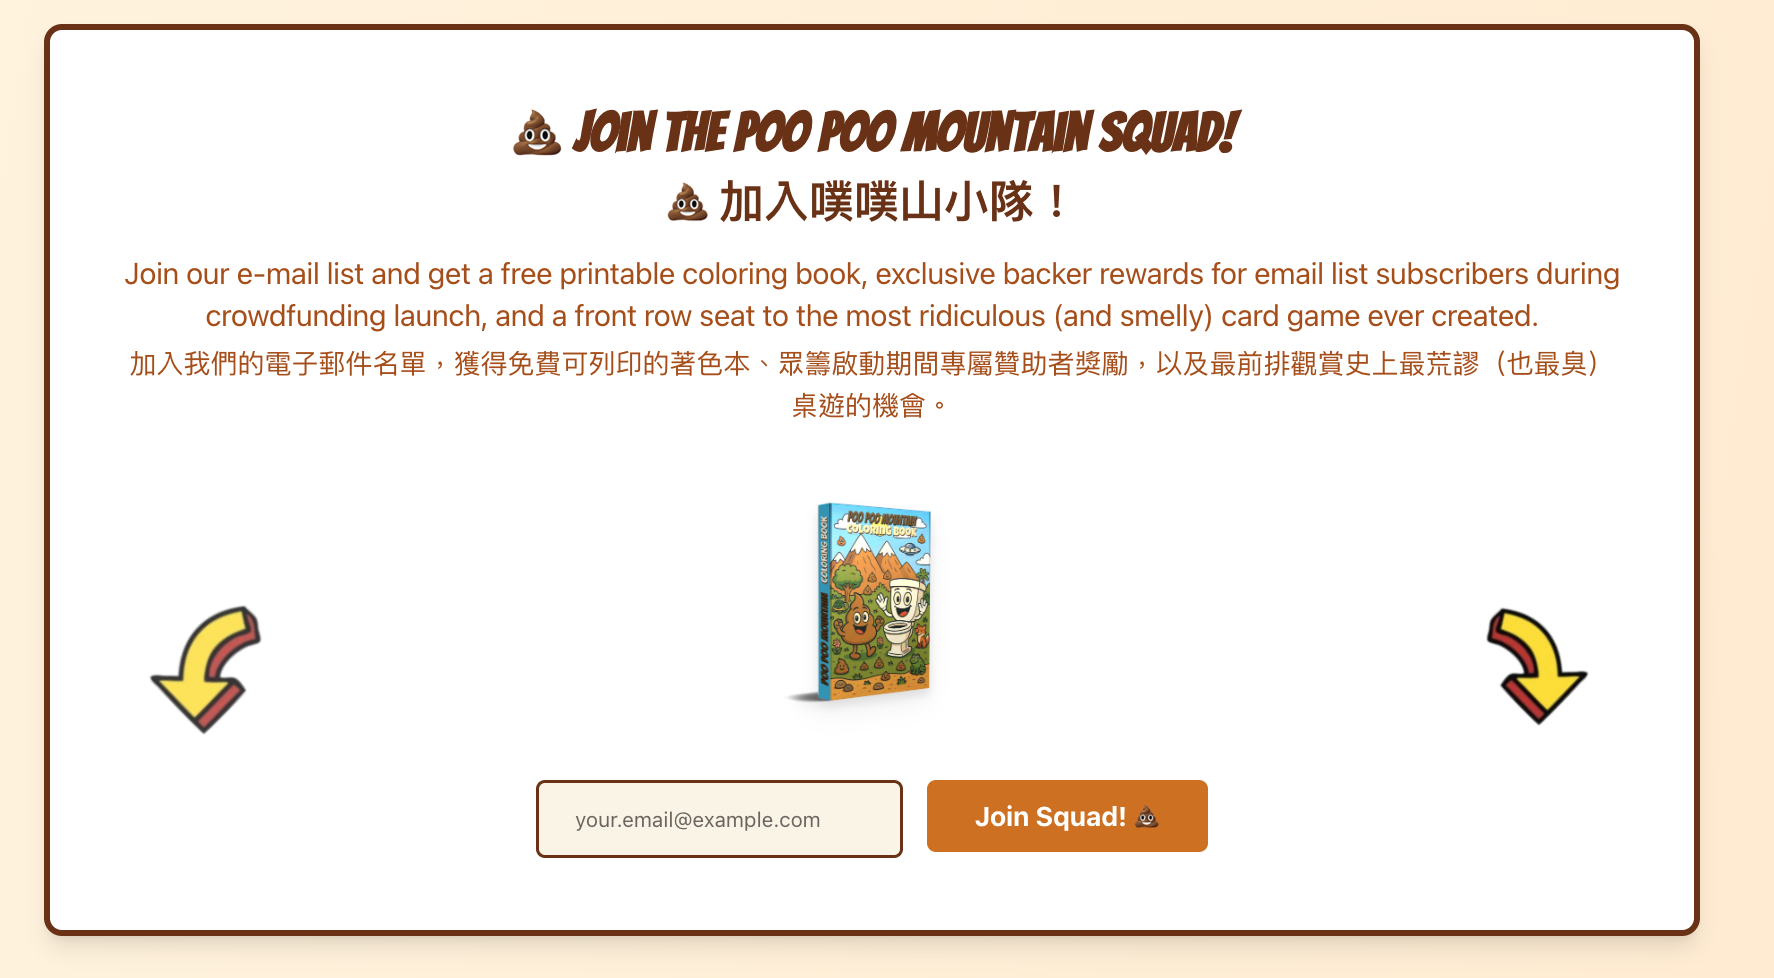 💩 JOIN THE POO POO MOUNTAIN SQUAD!
💩 加入噗噗山小隊！
Join our e-mail list and get a free printable coloring book, exclusive backer rewards for email list subscribers during
crowdfunding launch, and a front row seat to the most ridiculous (and smelly) card game ever created.
加入我們的電子郵件名單，獲得免費可列印的著色本、眾籌啟動期間專屬贊助者獎勵，以及最前排觀賞史上最荒謬（也最臭）
桌遊的機會。
POO POO MOUNTAIN
COLORING BOOK
POO POO MOUNTAIN COLORING BOOK
your.email@example.com
Join Squad! 💩